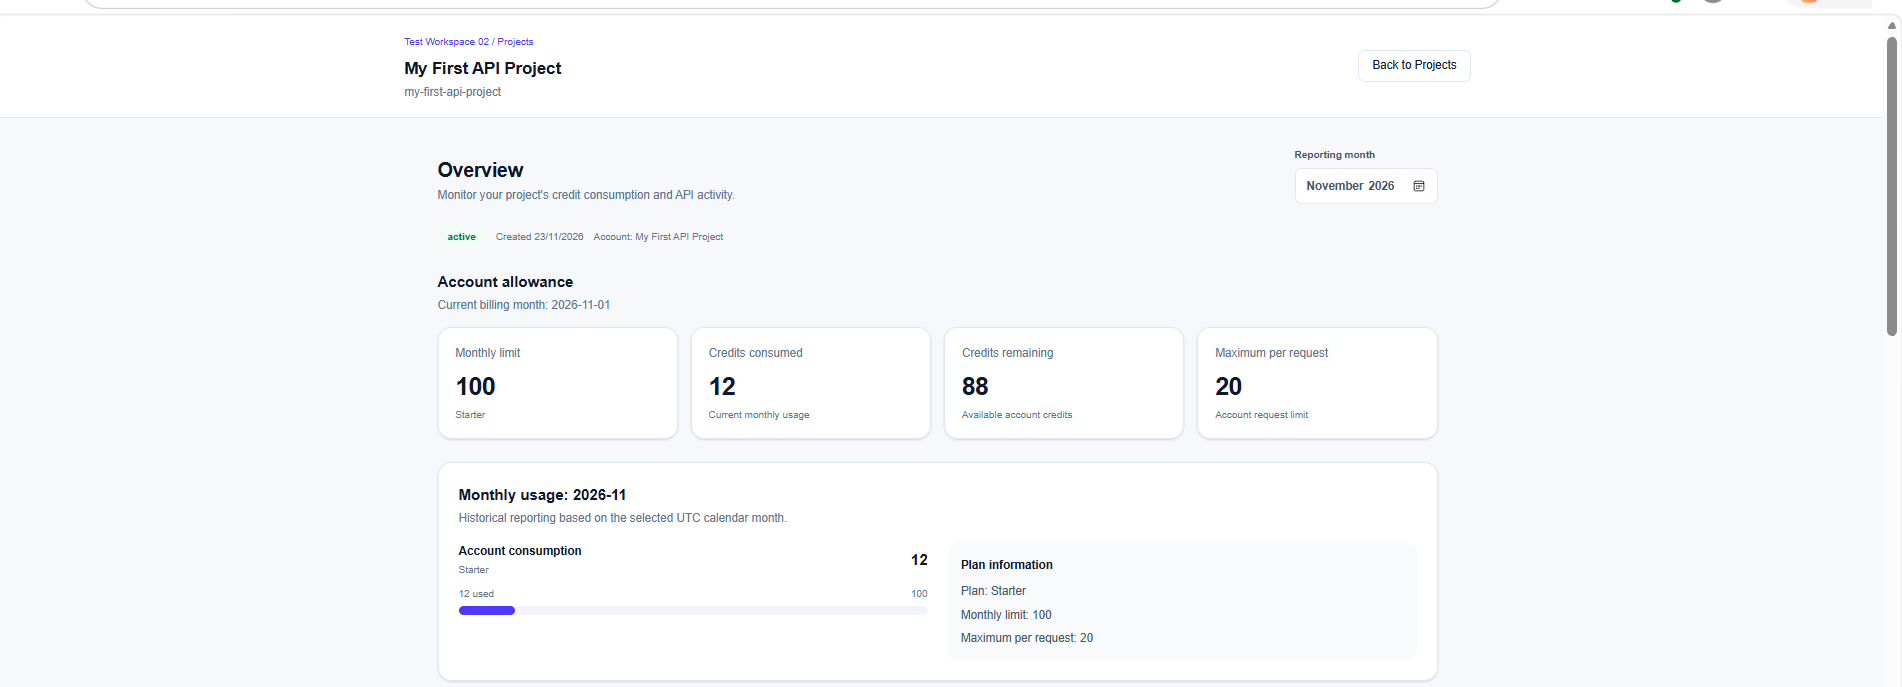 Test Workspace 02 / Projects
My First API Project
my-first-api-project
Back to Projects
Overview
Monitor your project's credit consumption and API activity.
Reporting month
November 2026
active Created 23/11/2026 Account: My First API Project
Account allowance
Current billing month: 2026-11-01
Monthly limit
100
Starter
Credits consumed
12
Current monthly usage
Credits remaining
88
Available account credits
Maximum per request
20
Account request limit
Monthly usage: 2026-11
Historical reporting based on the selected UTC calendar month.
Account consumption
Starter
12
12 used 100
Plan information
Plan: Starter
Monthly limit: 100
Maximum per request: 20